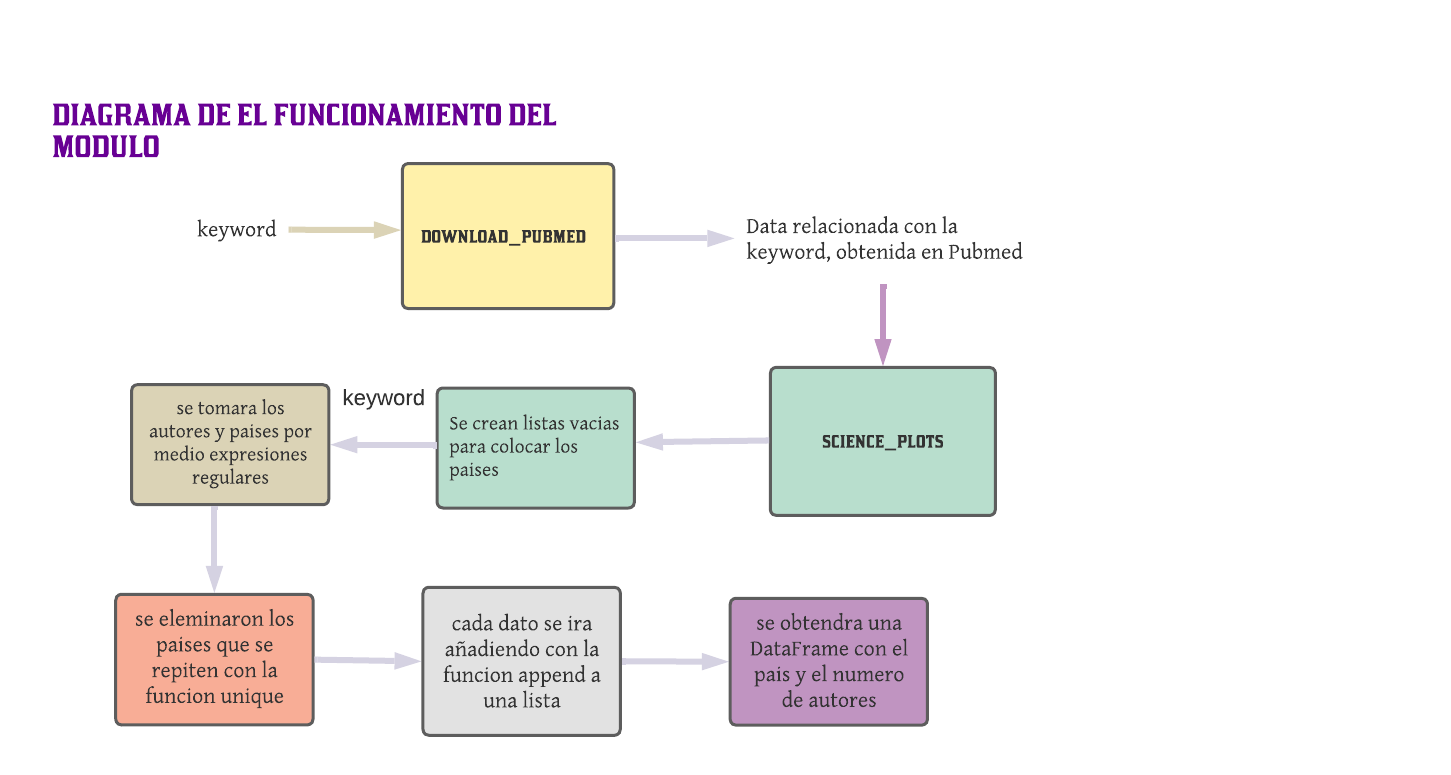 DIAGRAMA DE EL FUNCIONAMIENTO DEL
MODULO
keyword
DOWNLOAD_PUBMED
Data relacionada con la
keyword, obtenida en Pubmed
SCIENCE_PLOTS
Se crean listas vacias
para colocar los
paises
keyword
se tomara los
autores y paises por
medio expresiones
regulares
se eleminaron los
paises que se
repiten con la
funcion unique
cada dato se ira
añadiendo con la
funcion append a
una lista
se obtendra una
DataFrame con el
pais y el numero
de autores